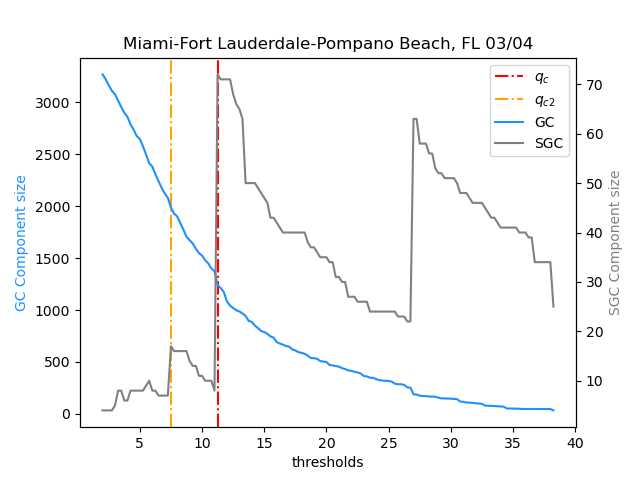 Miami-Fort Lauderdale-Pompano Beach, FL 03/04
GC Component size
3000
2500
2000
1500
1000
500
0
70
60
50
40
30
20
10
SGC Component size
q_c
q_c2
GC
SGC
5 10 15 20 25 30 35 40
thresholds